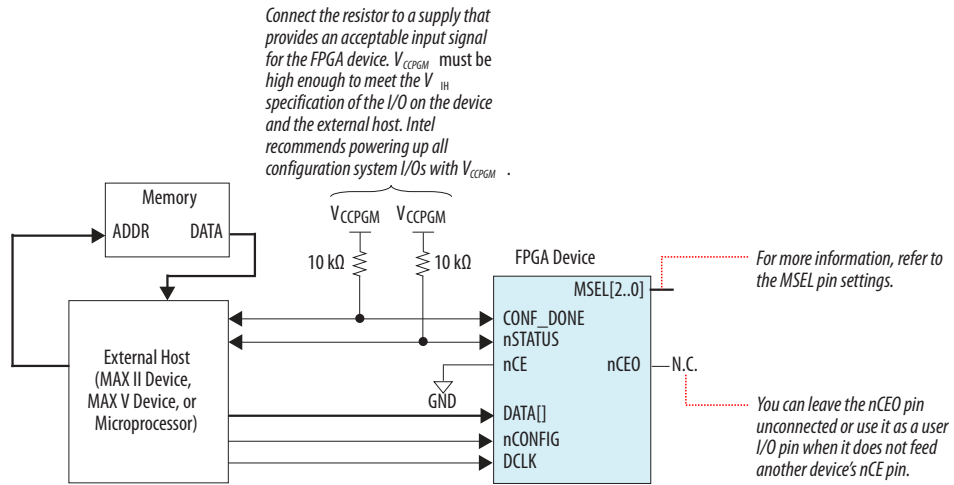 Connect the resistor to a supply that
provides an acceptable input signal
for the FPGA device. VCCPGM must be
high enough to meet the V IH
specification of the I/O on the device
and the external host. Intel
recommends powering up all
configuration system I/Os with VCCPGM .
Memory
ADDR DATA
VCCPGM VCCPGM
10 kΩ 10 kΩ
FPGA Device
MSEL[2..0]
For more information, refer to
the MSEL pin settings.
CONF_DONE
nSTATUS
nCE nCEO N.C.
GND
External Host
(MAX II Device,
MAX V Device, or
Microprocessor)
DATA[]
nCONFIG
DCLK
You can leave the nCEO pin
unconnected or use it as a user
I/O pin when it does not feed
another device's nCE pin.